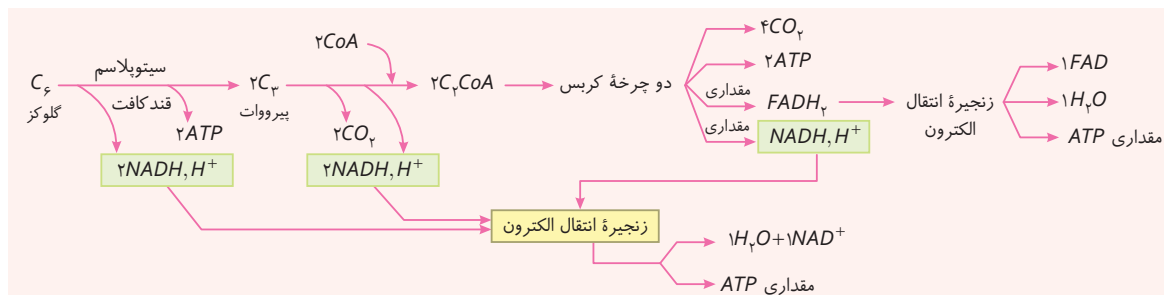 C۶
گلوکز
سیتوپلاسم
قندکافت
۲ATP
۲NADH,H+
۲C۳
پیرووات
۲CoA
۲CO۲
۲NADH,H+
۲C۲CoA
دو چرخهٔ کربس
۴CO۲
۲ATP
مقداری
FADH۲
مقداری
NADH,H+
زنجیرهٔ انتقال
الکترون
۱FAD
۱H۲O
مقداری ATP
زنجیرهٔ انتقال الکترون
۱H۲O+۱NAD+
مقداری ATP